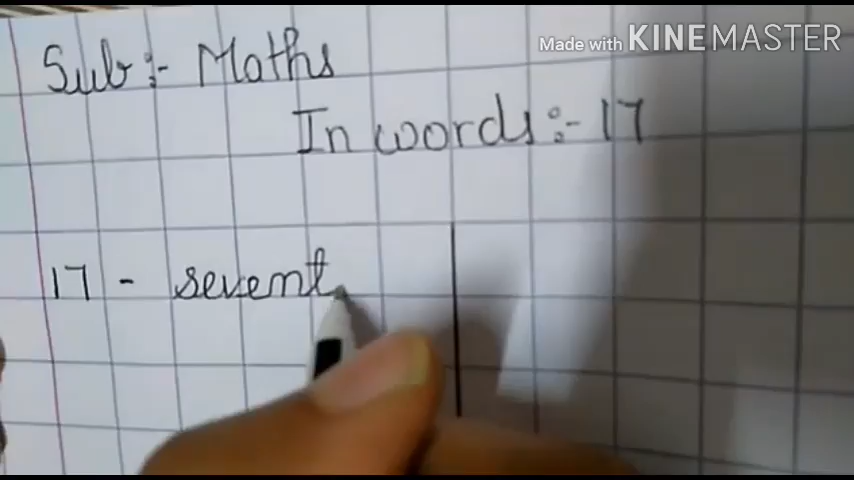 Made with KINEMASTER
Sub:- Maths
In words:- 17
17 - sevent